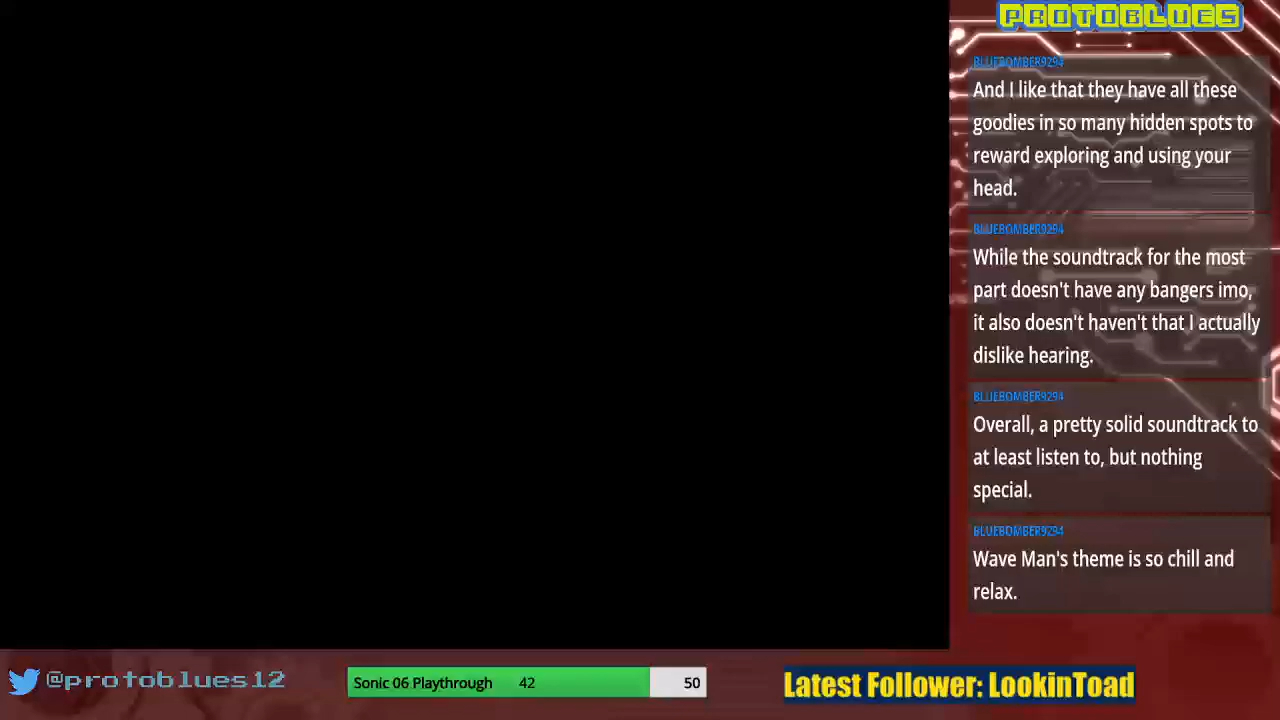 PROTOBLUES
BLUEBOMBER9294
And I like that they have all these
goodies in so many hidden spots to
reward exploring and using your
head.
BLUEBOMBER9294
While the soundtrack for the most
part doesn't have any bangers imo,
it also doesn't haven't that I actually
dislike hearing.
BLUEBOMBER9294
Overall, a pretty solid soundtrack to
at least listen to, but nothing
special.
BLUEBOMBER9294
Wave Man's theme is so chill and
relax.
@protoblues12
Sonic 06 Playthrough 42 50
Latest Follower: LookinToad